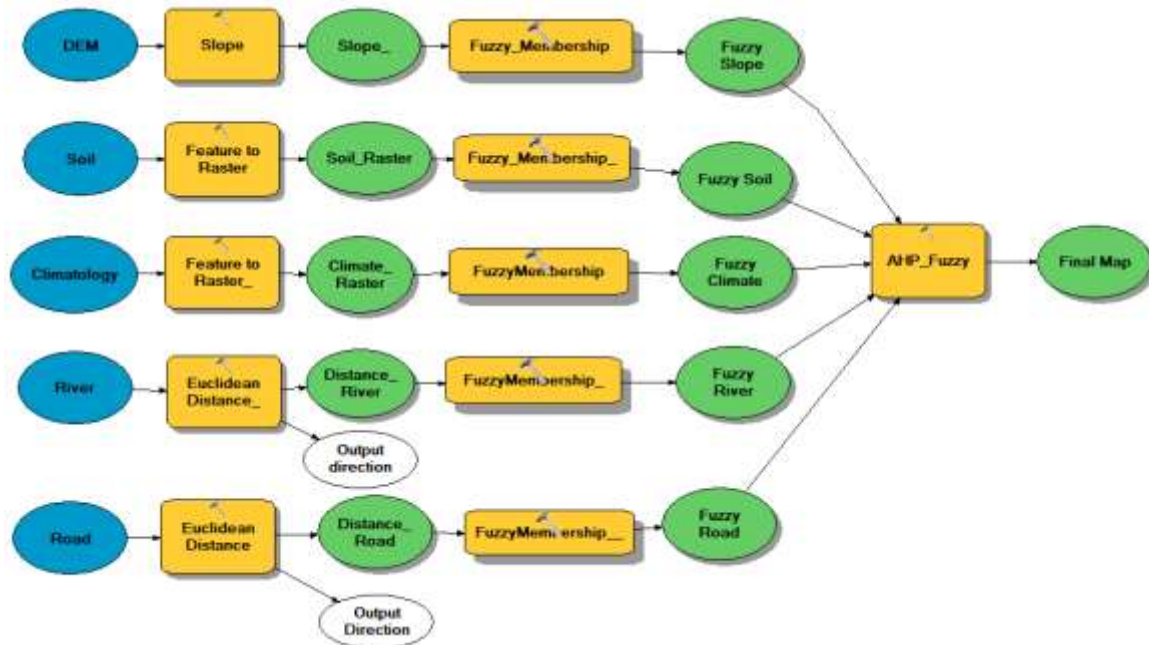 DEM
Slope
Slope_
Fuzzy_Membership
Fuzzy
Slope
Soil
Feature to
Raster
Soil_Raster
Fuzzy_Membership_
Fuzzy Soil
Climatology
Feature to
Raster_
Climate_
Raster
FuzzyMembership
Fuzzy
Climate
AHP_Fuzzy
Final Map
River
Euclidean
Distance_
Distance_
River
FuzzyMembership_
Fuzzy
River
Output
direction
Road
Euclidean
Distance
Distance_
Road
FuzzyMembership__
Fuzzy
Road
Output
Direction